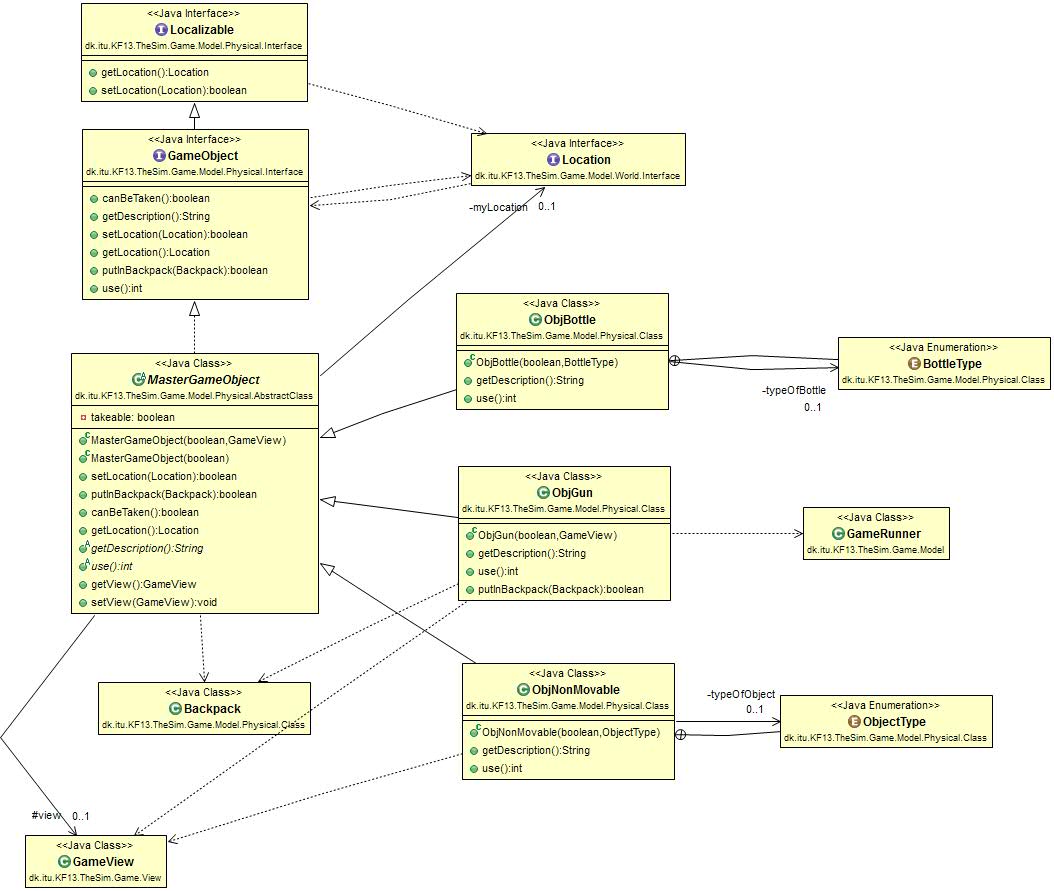 <<Java Interface>>
Localizable
dk.itu.KF13.TheSim.Game.Model.Physical.Interface
getLocation():Location
setLocation(Location):boolean
<<Java Interface>>
GameObject
dk.itu.KF13.TheSim.Game.Model.Physical.Interface
canBeTaken():boolean
getDescription():String
setLocation(Location):boolean
getLocation():Location
putInBackpack(Backpack):boolean
use():int
<<Java Interface>>
Location
dk.itu.KF13.TheSim.Game.Model.World.Interface
-myLocation 0..1
<<Java Class>>
MasterGameObject
dk.itu.KF13.TheSim.Game.Model.Physical.AbstractClass
takeable: boolean
MasterGameObject(boolean,GameView)
MasterGameObject(boolean)
setLocation(Location):boolean
putInBackpack(Backpack):boolean
canBeTaken():boolean
getLocation():Location
getDescription():String
use():int
getView():GameView
setView(GameView):void
<<Java Class>>
ObjBottle
dk.itu.KF13.TheSim.Game.Model.Physical.Class
ObjBottle(boolean,BottleType)
getDescription():String
use():int
<<Java Enumeration>>
BottleType
dk.itu.KF13.TheSim.Game.Model.Physical.Class
-typeOfBottle
0..1
<<Java Class>>
ObjGun
dk.itu.KF13.TheSim.Game.Model.Physical.Class
ObjGun(boolean,GameView)
getDescription():String
use():int
putInBackpack(Backpack):boolean
<<Java Class>>
GameRunner
dk.itu.KF13.TheSim.Game.Model
<<Java Class>>
Backpack
dk.itu.KF13.TheSim.Game.Model.Physical.Class
<<Java Class>>
ObjNonMovable
dk.itu.KF13.TheSim.Game.Model.Physical.Class
ObjNonMovable(boolean,ObjectType)
getDescription():String
use():int
-typeOfObject
0..1
<<Java Enumeration>>
ObjectType
dk.itu.KF13.TheSim.Game.Model.Physical.Class
#view 0..1
<<Java Class>>
GameView
dk.itu.KF13.TheSim.Game.View